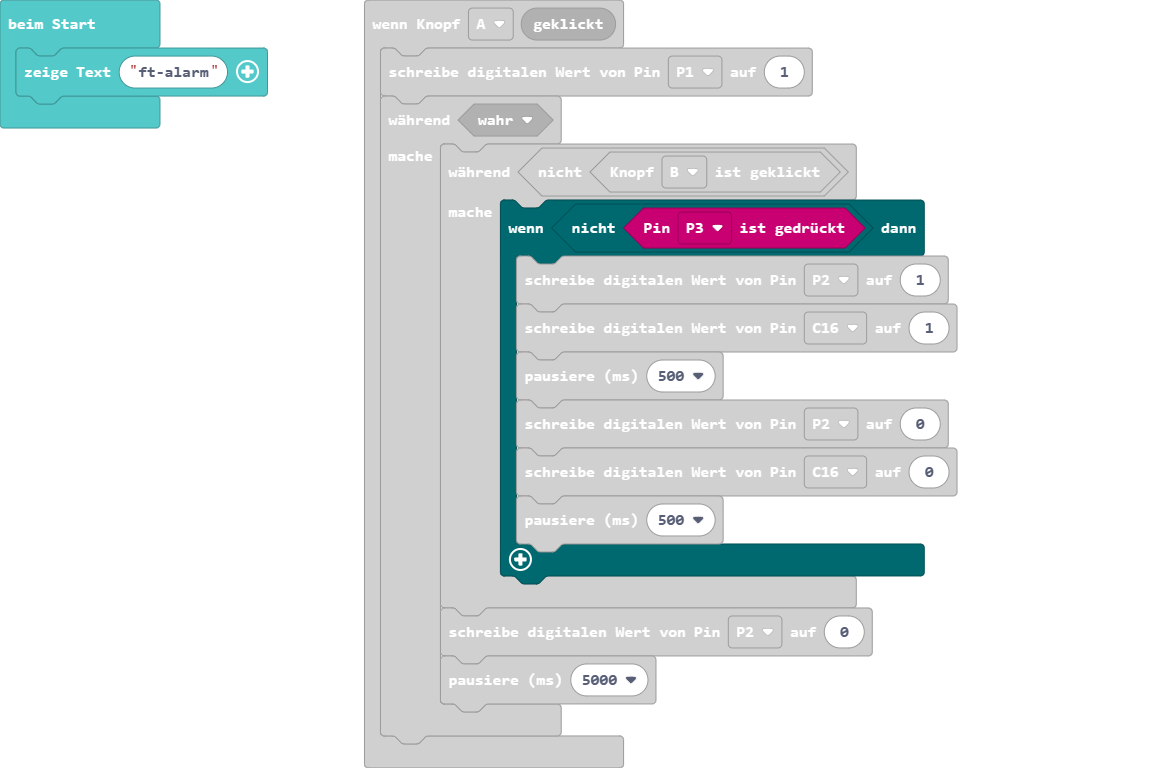 beim Start
zeige Text "ft-alarm"
wenn Knopf A geklickt
schreibe digitalen Wert von Pin P1 auf 1
während wahr
mache
während nicht Knopf B ist geklickt
mache
wenn nicht Pin P3 ist gedrückt dann
schreibe digitalen Wert von Pin P2 auf 1
schreibe digitalen Wert von Pin C16 auf 1
pausiere (ms) 500
schreibe digitalen Wert von Pin P2 auf 0
schreibe digitalen Wert von Pin C16 auf 0
pausiere (ms) 500
schreibe digitalen Wert von Pin P2 auf 0
pausiere (ms) 5000